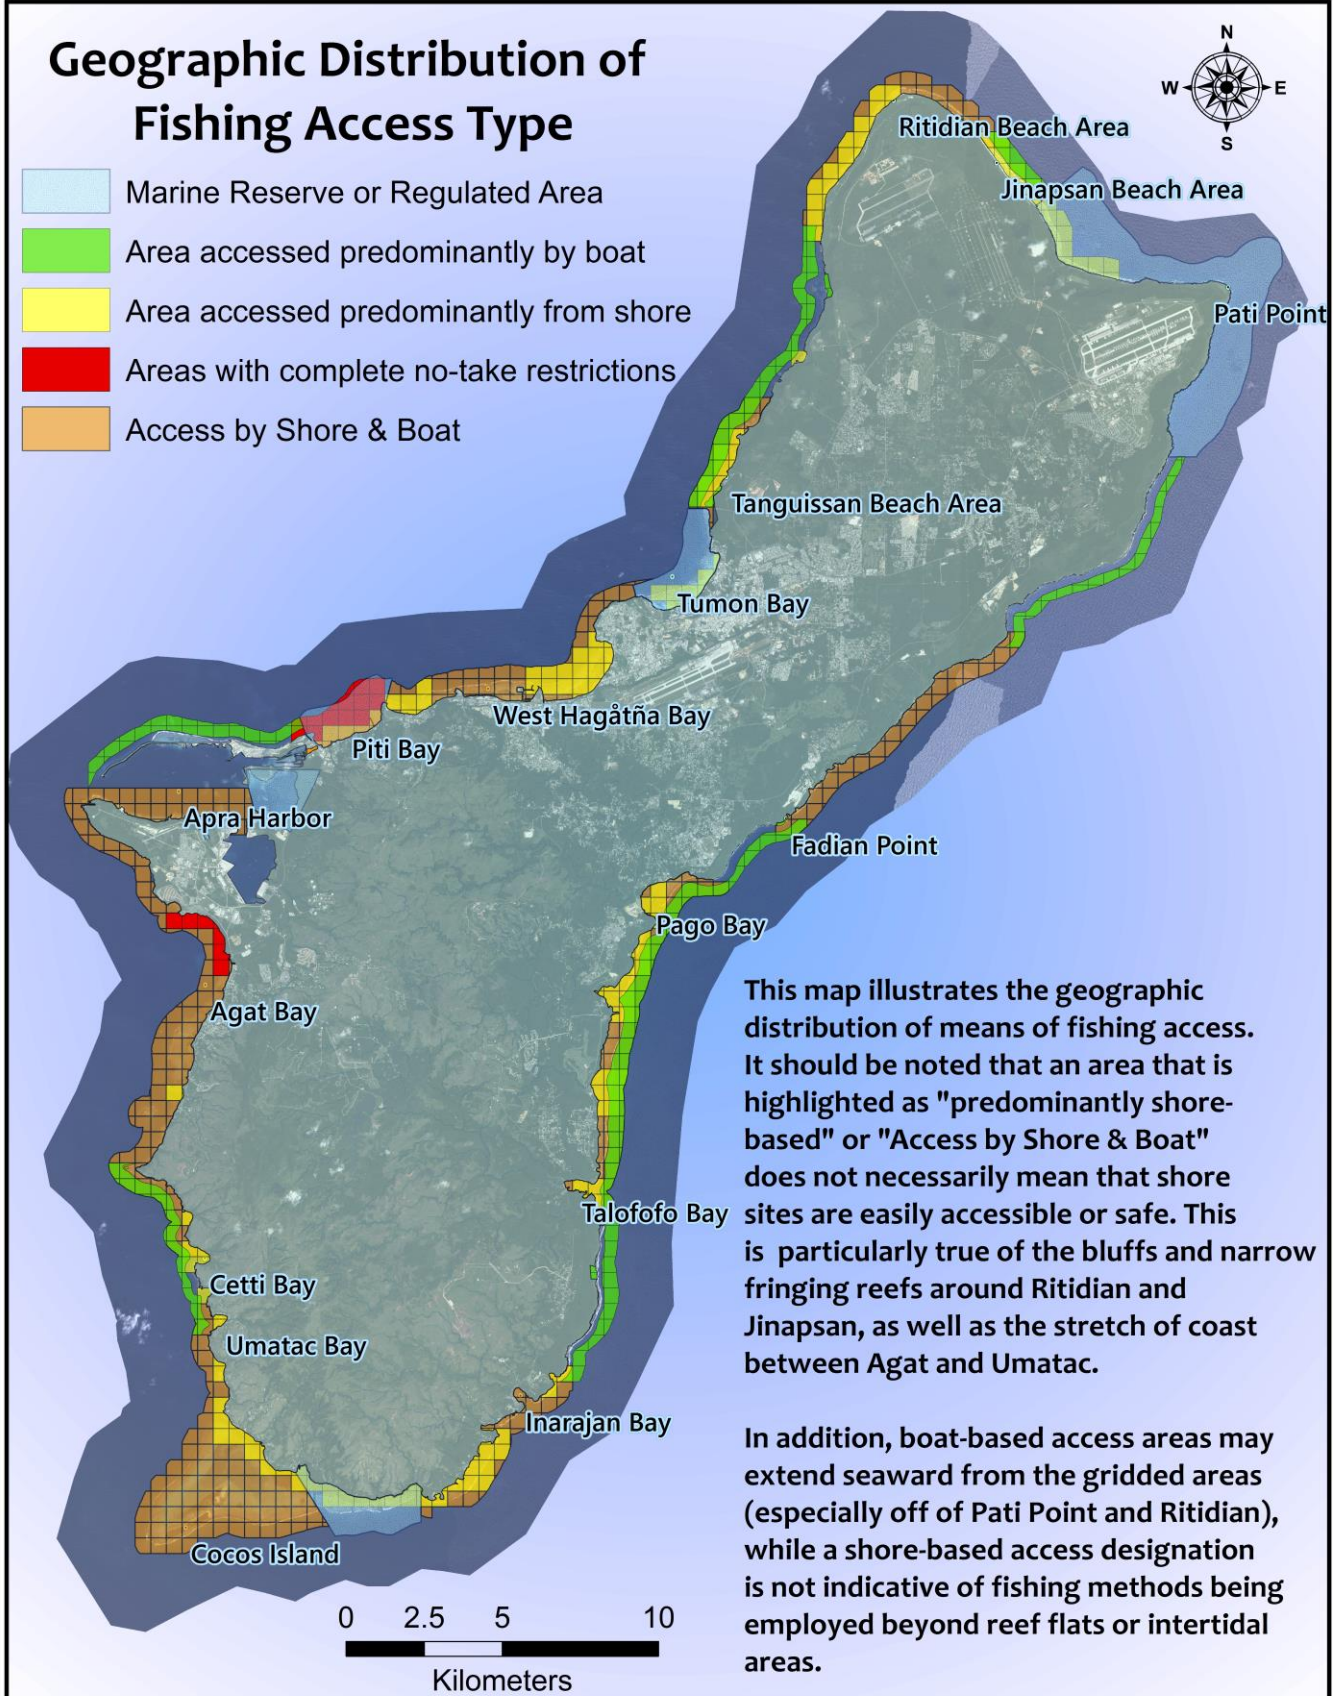 Geographic Distribution of
Fishing Access Type
Marine Reserve or Regulated Area
Area accessed predominantly by boat
Area accessed predominantly from shore
Areas with complete no-take restrictions
Access by Shore & Boat
N
W E
S
Ritidian Beach Area
Jinapsan Beach Area
Pati Point
Tanguissan Beach Area
Tumon Bay
West Hagåtña Bay
Piti Bay
Apra Harbor
Fadian Point
Pago Bay
Agat Bay
Talofofo Bay
Cetti Bay
Umatac Bay
Inarajan Bay
Cocos Island
This map illustrates the geographic
distribution of means of fishing access.
It should be noted that an area that is
highlighted as "predominantly shore-
based" or "Access by Shore & Boat"
does not necessarily mean that shore
sites are easily accessible or safe. This
is particularly true of the bluffs and narrow
fringing reefs around Ritidian and
Jinapsan, as well as the stretch of coast
between Agat and Umatac.
In addition, boat-based access areas may
extend seaward from the gridded areas
(especially off of Pati Point and Ritidian),
while a shore-based access designation
is not indicative of fishing methods being
employed beyond reef flats or intertidal
areas.
0 2.5 5 10
Kilometers